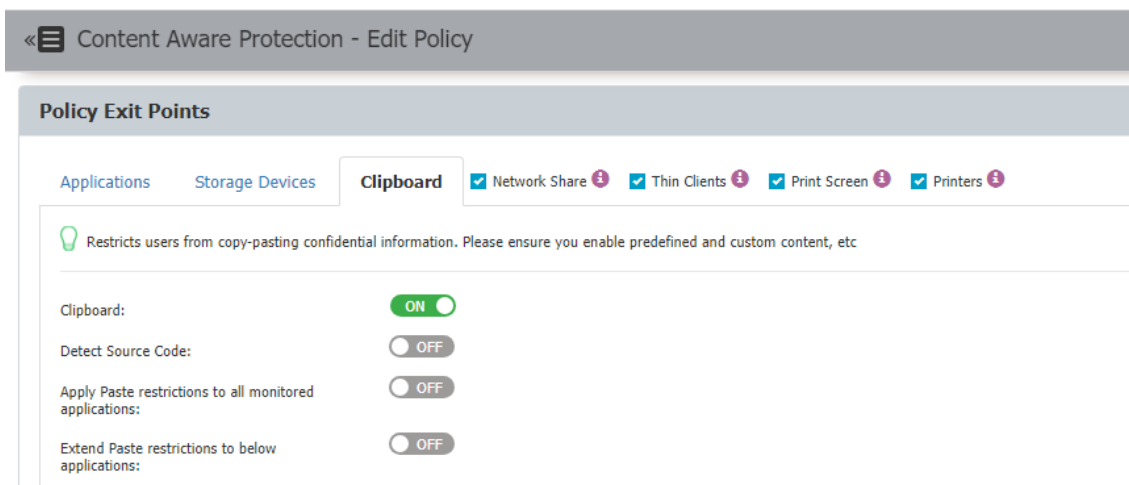 « Content Aware Protection - Edit Policy
Policy Exit Points
Applications Storage Devices Clipboard Network Share Thin Clients Print Screen Printers
Restricts users from copy-pasting confidential information. Please ensure you enable predefined and custom content, etc
Clipboard: ON
Detect Source Code: OFF
Apply Paste restrictions to all monitored OFF
applications:
Extend Paste restrictions to below OFF
applications: